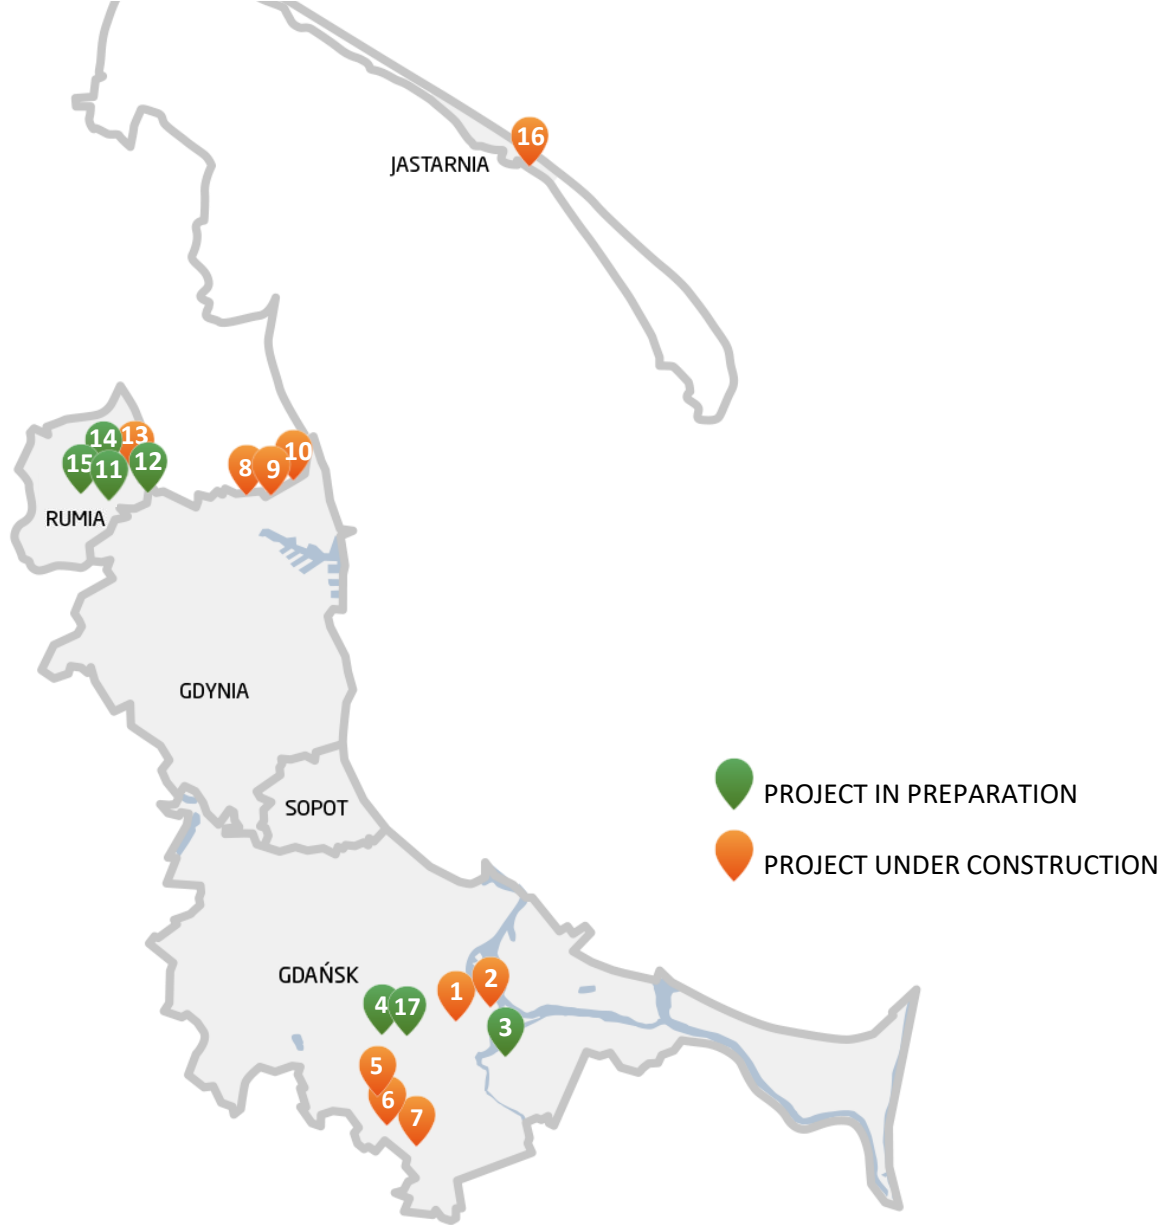 16
JASTARNIA
14
13
10
15
11
12
8
9
RUMIA
GDYNIA
SOPOT
PROJECT IN PREPARATION
PROJECT UNDER CONSTRUCTION
GDAŃSK
1
2
4
17
3
5
6
7